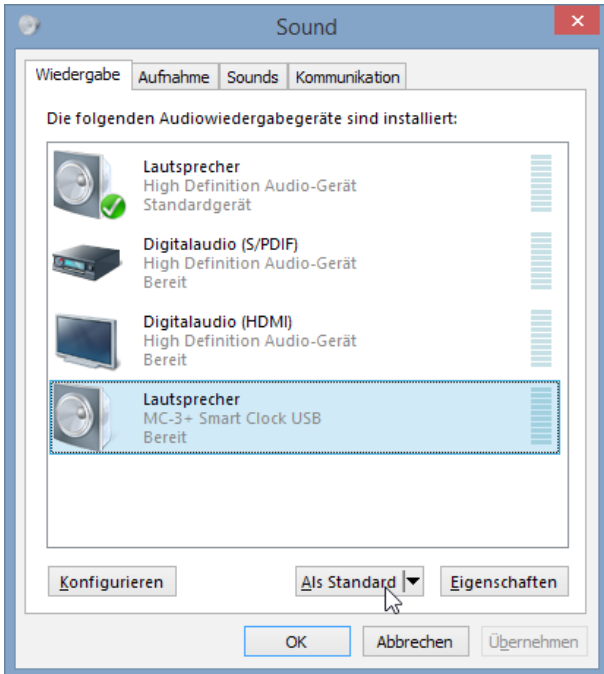 Sound
Wiedergabe Aufnahme Sounds Kommunikation
Die folgenden Audiowiedergabegeräte sind installiert:
Lautsprecher
High Definition Audio-Gerät
Standardgerät
Digitalaudio (S/PDIF)
High Definition Audio-Gerät
Bereit
Digitalaudio (HDMI)
High Definition Audio-Gerät
Bereit
Lautsprecher
MC-3+ Smart Clock USB
Bereit
Konfigurieren Als Standard Eigenschaften
OK Abbrechen Übernehmen